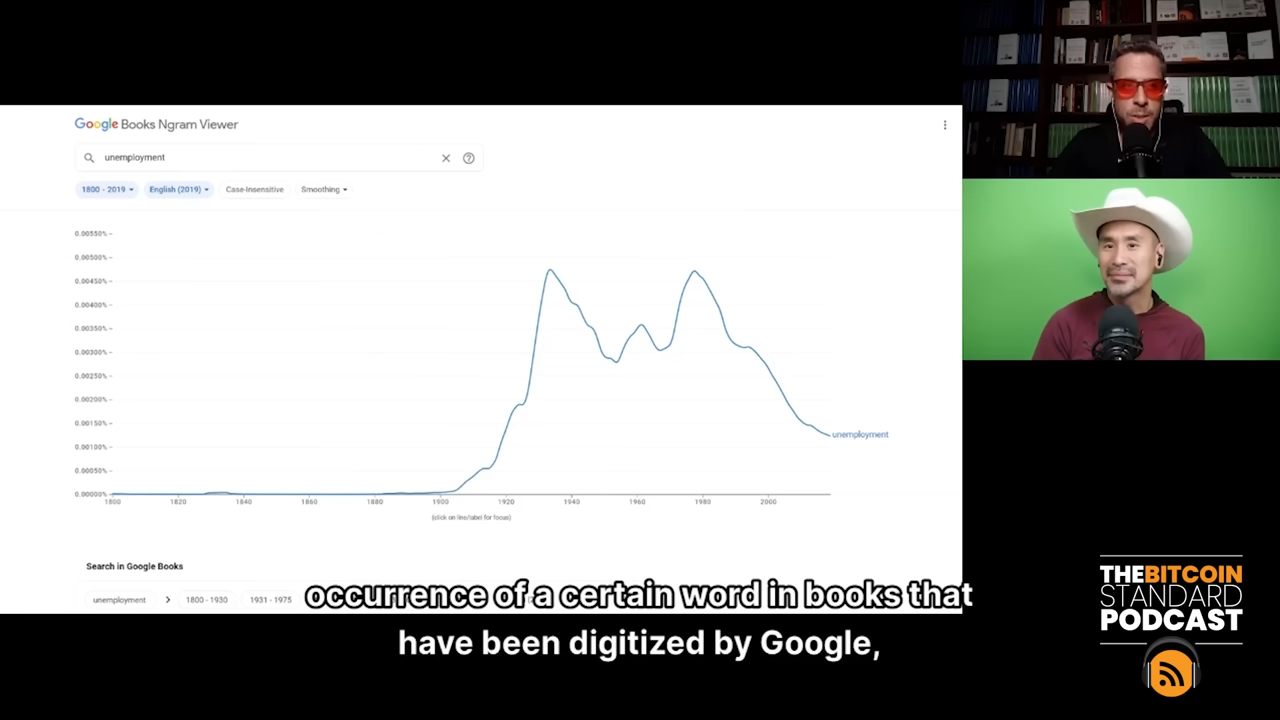 Google Books Ngram Viewer
unemployment
1800 - 2019
English (2019)
Case-Insensitive
Smoothing
0.00550%
0.00500%
0.00450%
0.00400%
0.00350%
0.00300%
0.00250%
0.00200%
0.00150%
0.00100%
0.00050%
0.00000%
unemployment
1800 1820 1840 1860 1880 1900 1920 1940 1960 1980 2000
(click on line/label for focus)
Search in Google Books
unemployment 1800 - 1930 1931 - 1975
occurrence of a certain word in books that
have been digitized by Google,
THE BITCOIN
STANDARD
PODCAST